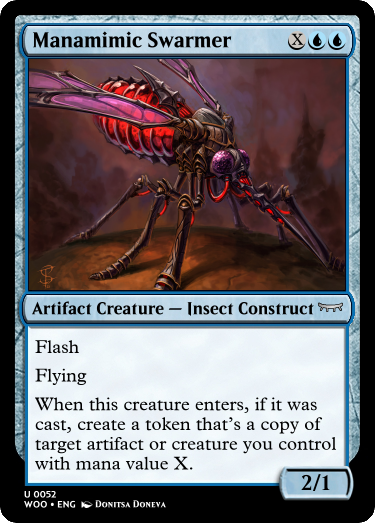 Manamimic Swarmer X
Artifact Creature — Insect Construct
Flash
Flying
When this creature enters, if it was
cast, create a token that's a copy of
target artifact or creature you control
with mana value X.
2/1
U 0052
WOO • ENG Donitsa Doneva